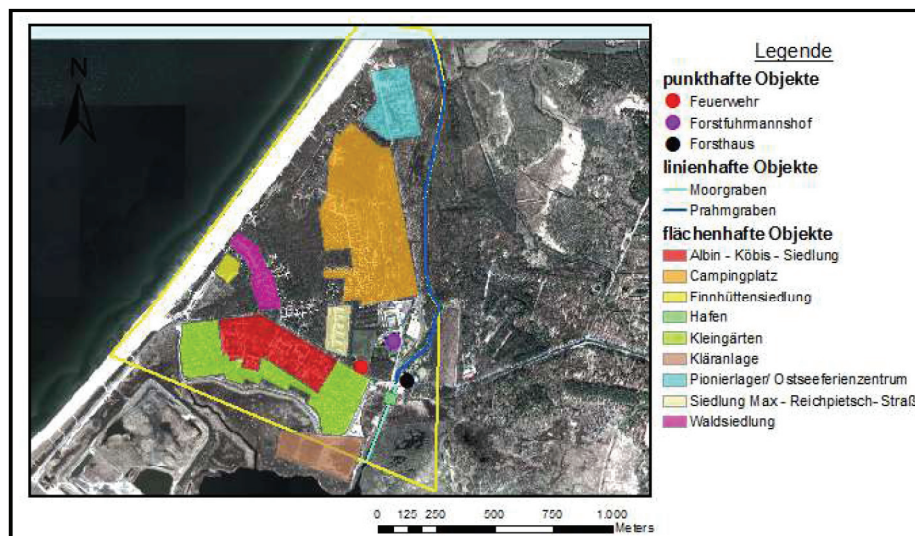 N
Legende
punkthafte Objekte
Feuerwehr
Forstfuhrmannshof
Forsthaus
linienhafte Objekte
Moorgraben
Prahmgraben
flächenhafte Objekte
Albin - Köbis - Siedlung
Campingplatz
Finnhüttensiedlung
Hafen
Kleingärten
Kläranlage
Pionierlager/ Ostseeferienzentrum
Siedlung Max - Reichpietsch- Straß
Waldsiedlung
0 125 250 500 750 1.000
Meters